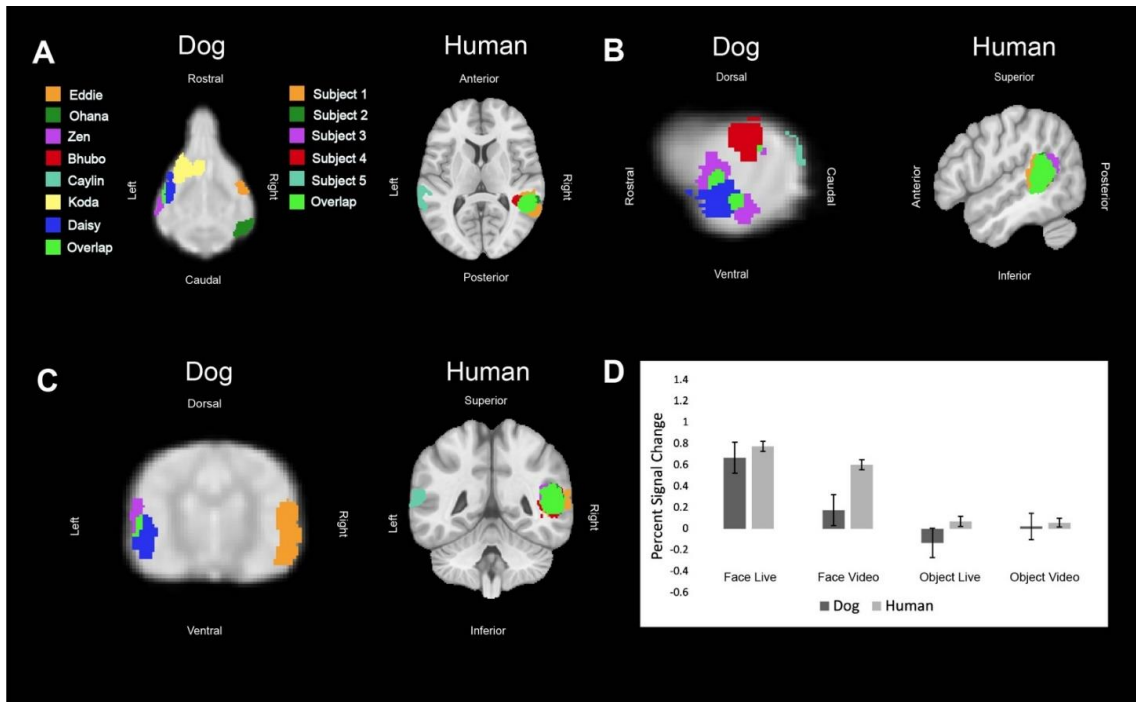 A
Dog
Rostral
Eddie
Ohana
Zen
Bhubo
Caylin
Koda
Daisy
Overlap
Left
Right
Caudal
Human
Anterior
Subject 1
Subject 2
Subject 3
Subject 4
Subject 5
Overlap
Left
Right
Posterior
B
Dog
Dorsal
Rostral
Caudal
Ventral
Human
Superior
Anterior
Posterior
Inferior
C
Dog
Dorsal
Left
Right
Ventral
Human
Superior
Left
Right
Inferior
D
Percent Signal Change
1.4
1.2
1
0.8
0.6
0.4
0.2
0
-0.2
-0.4
-0.6
Face Live
Face Video
Object Live
Object Video
Dog
Human